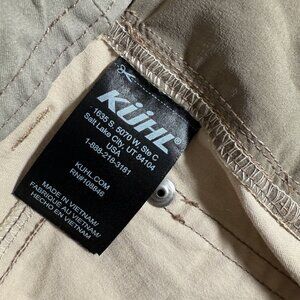 KÜHL®
1635 S. 5070 W. Ste C
Salt Lake City, UT 84104
USA
1-888-218-3181
KUHL.COM
RN#108846
MADE IN VIETNAM/
FABRIQUÉ AU VIETNAM/
HECHO EN VIETNAM